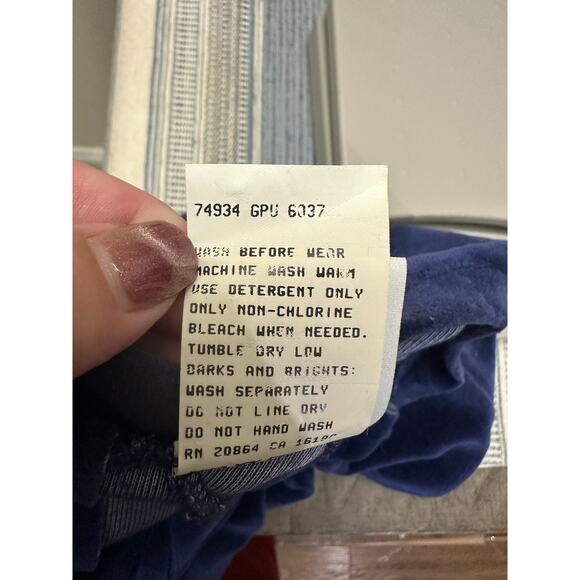 74934 GPU 6037
WASH BEFORE WEAR
MACHINE WASH WARM
USE DETERGENT ONLY
ONLY NON-CHLORINE
BLEACH WHEN NEEDED.
TUMBLE DRY LOW
DARKS AND BRIGHTS:
WASH SEPARATELY
DO NOT LINE DRY
DO NOT HAND WASH
RN 20864 CA